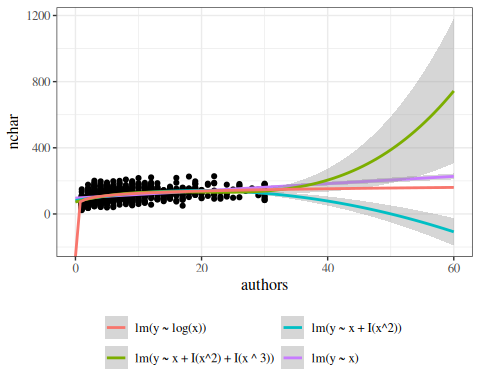 1200
800
400
0
nchar
0 20 40 60
authors
lm(y ~ log(x)) lm(y ~ x + I(x^2))
lm(y ~ x + I(x^2) + I(x ^ 3)) lm(y ~ x)